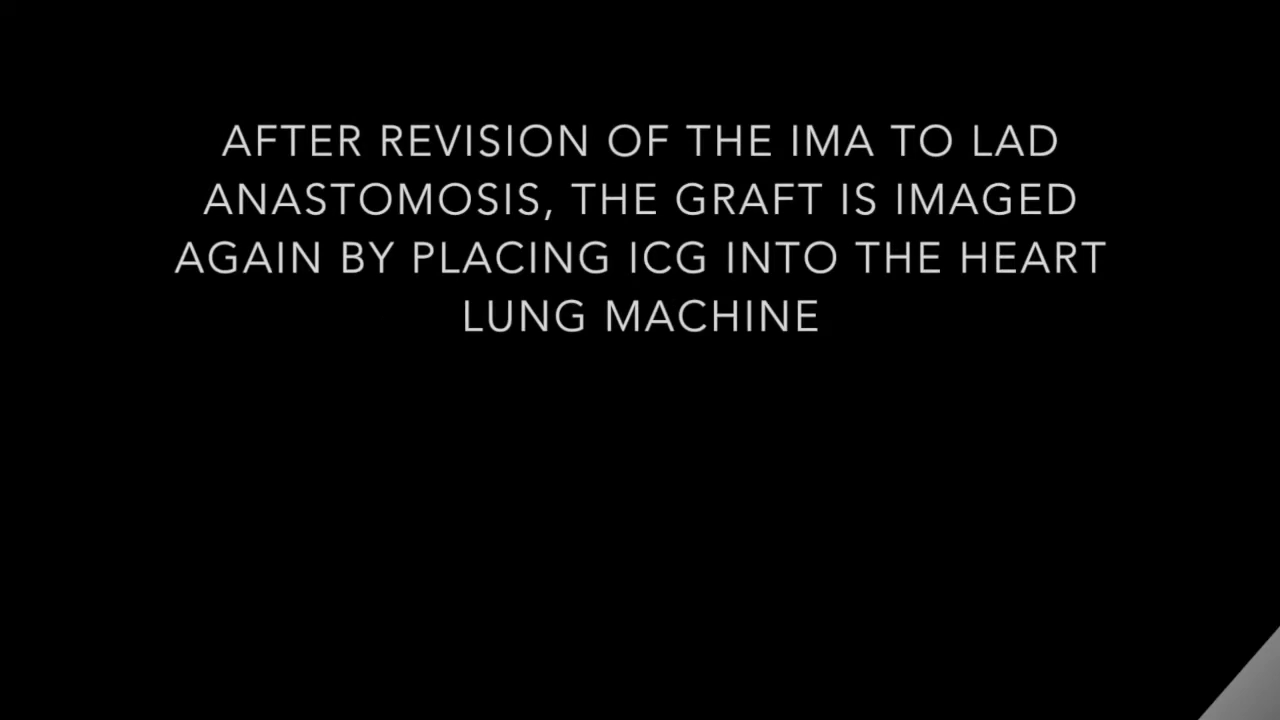 AFTER REVISION OF THE IMA TO LAD
ANASTOMOSIS, THE GRAFT IS IMAGED
AGAIN BY PLACING ICG INTO THE HEART
LUNG MACHINE